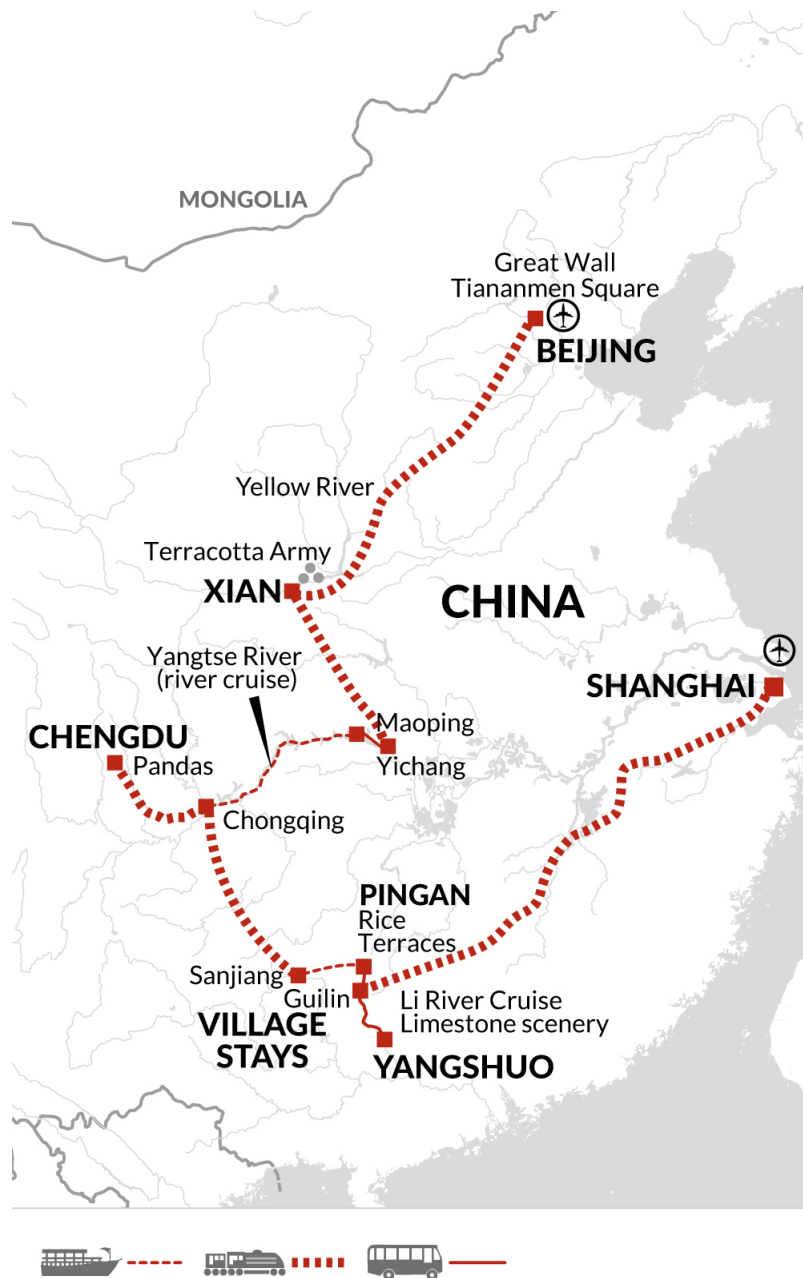 MONGOLIA
Great Wall
Tiananmen Square
BEIJING
Yellow River
Terracotta Army
XIAN
CHINA
Yangtse River
(river cruise)
SHANGHAI
Maoping
CHENGDU
Pandas
Yichang
Chongqing
PINGAN
Rice
Terraces
Sanjiang
Guilin
Li River Cruise
Limestone scenery
VILLAGE
STAYS
YANGSHUO